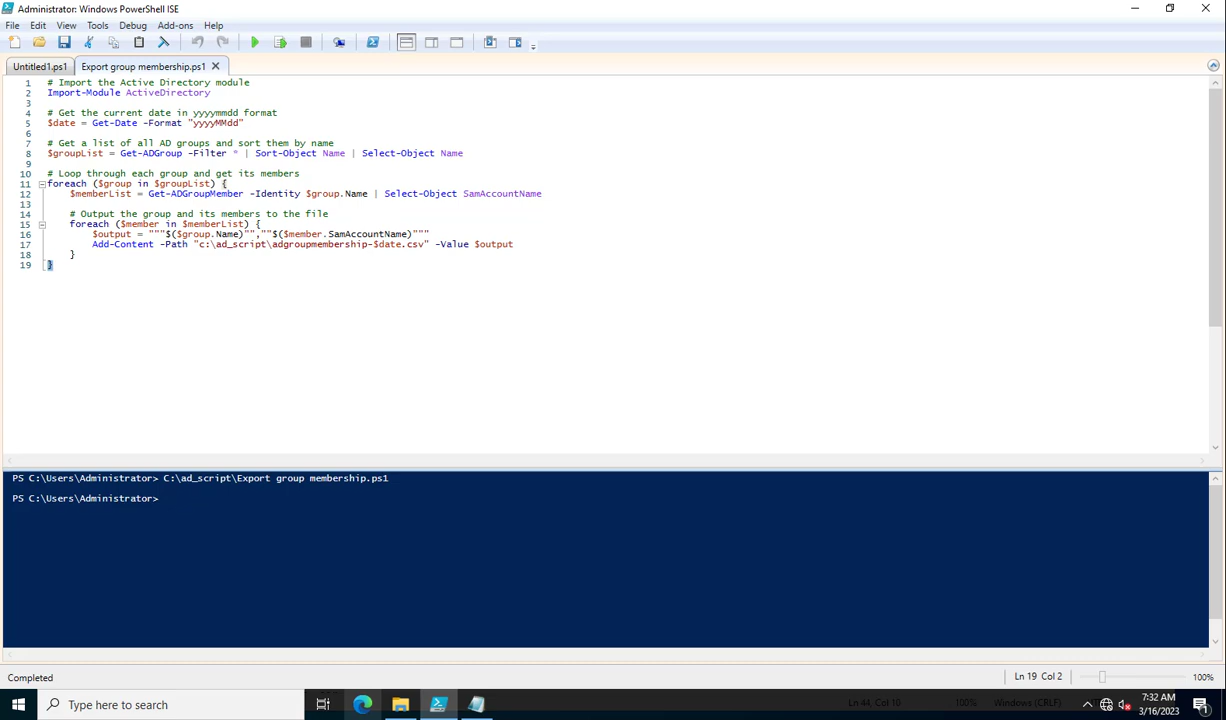 Administrator: Windows PowerShell ISE
File Edit View Tools Debug Add-ons Help
Untitled1.ps1 Export group membership.ps1
1 # Import the Active Directory module
2 Import-Module ActiveDirectory
3
4 # Get the current date in yyyymmdd format
5 $date = Get-Date -Format "yyyyMMdd"
6
7 # Get a list of all AD groups and sort them by name
8 $groupList = Get-ADGroup -Filter * | Sort-Object Name | Select-Object Name
9
10 # Loop through each group and get its members
11 foreach ($group in $groupList) {
12 $memberList = Get-ADGroupMember -Identity $group.Name | Select-Object SamAccountName
13
14 # Output the group and its members to the file
15 foreach ($member in $memberList) {
16 $output = """$($group.Name)"",""$($member.SamAccountName)"""
17 Add-Content -Path "c:\ad_script\adgroupmembership-$date.csv" -Value $output
18 }
19 }
PS C:\Users\Administrator> C:\ad_script\Export group membership.ps1
PS C:\Users\Administrator>
Completed
Ln 19 Col 2
100%
Type here to search
Ln 44, Col 10
100%
Windows (CRLF)
7:32 AM
3/16/2023
1